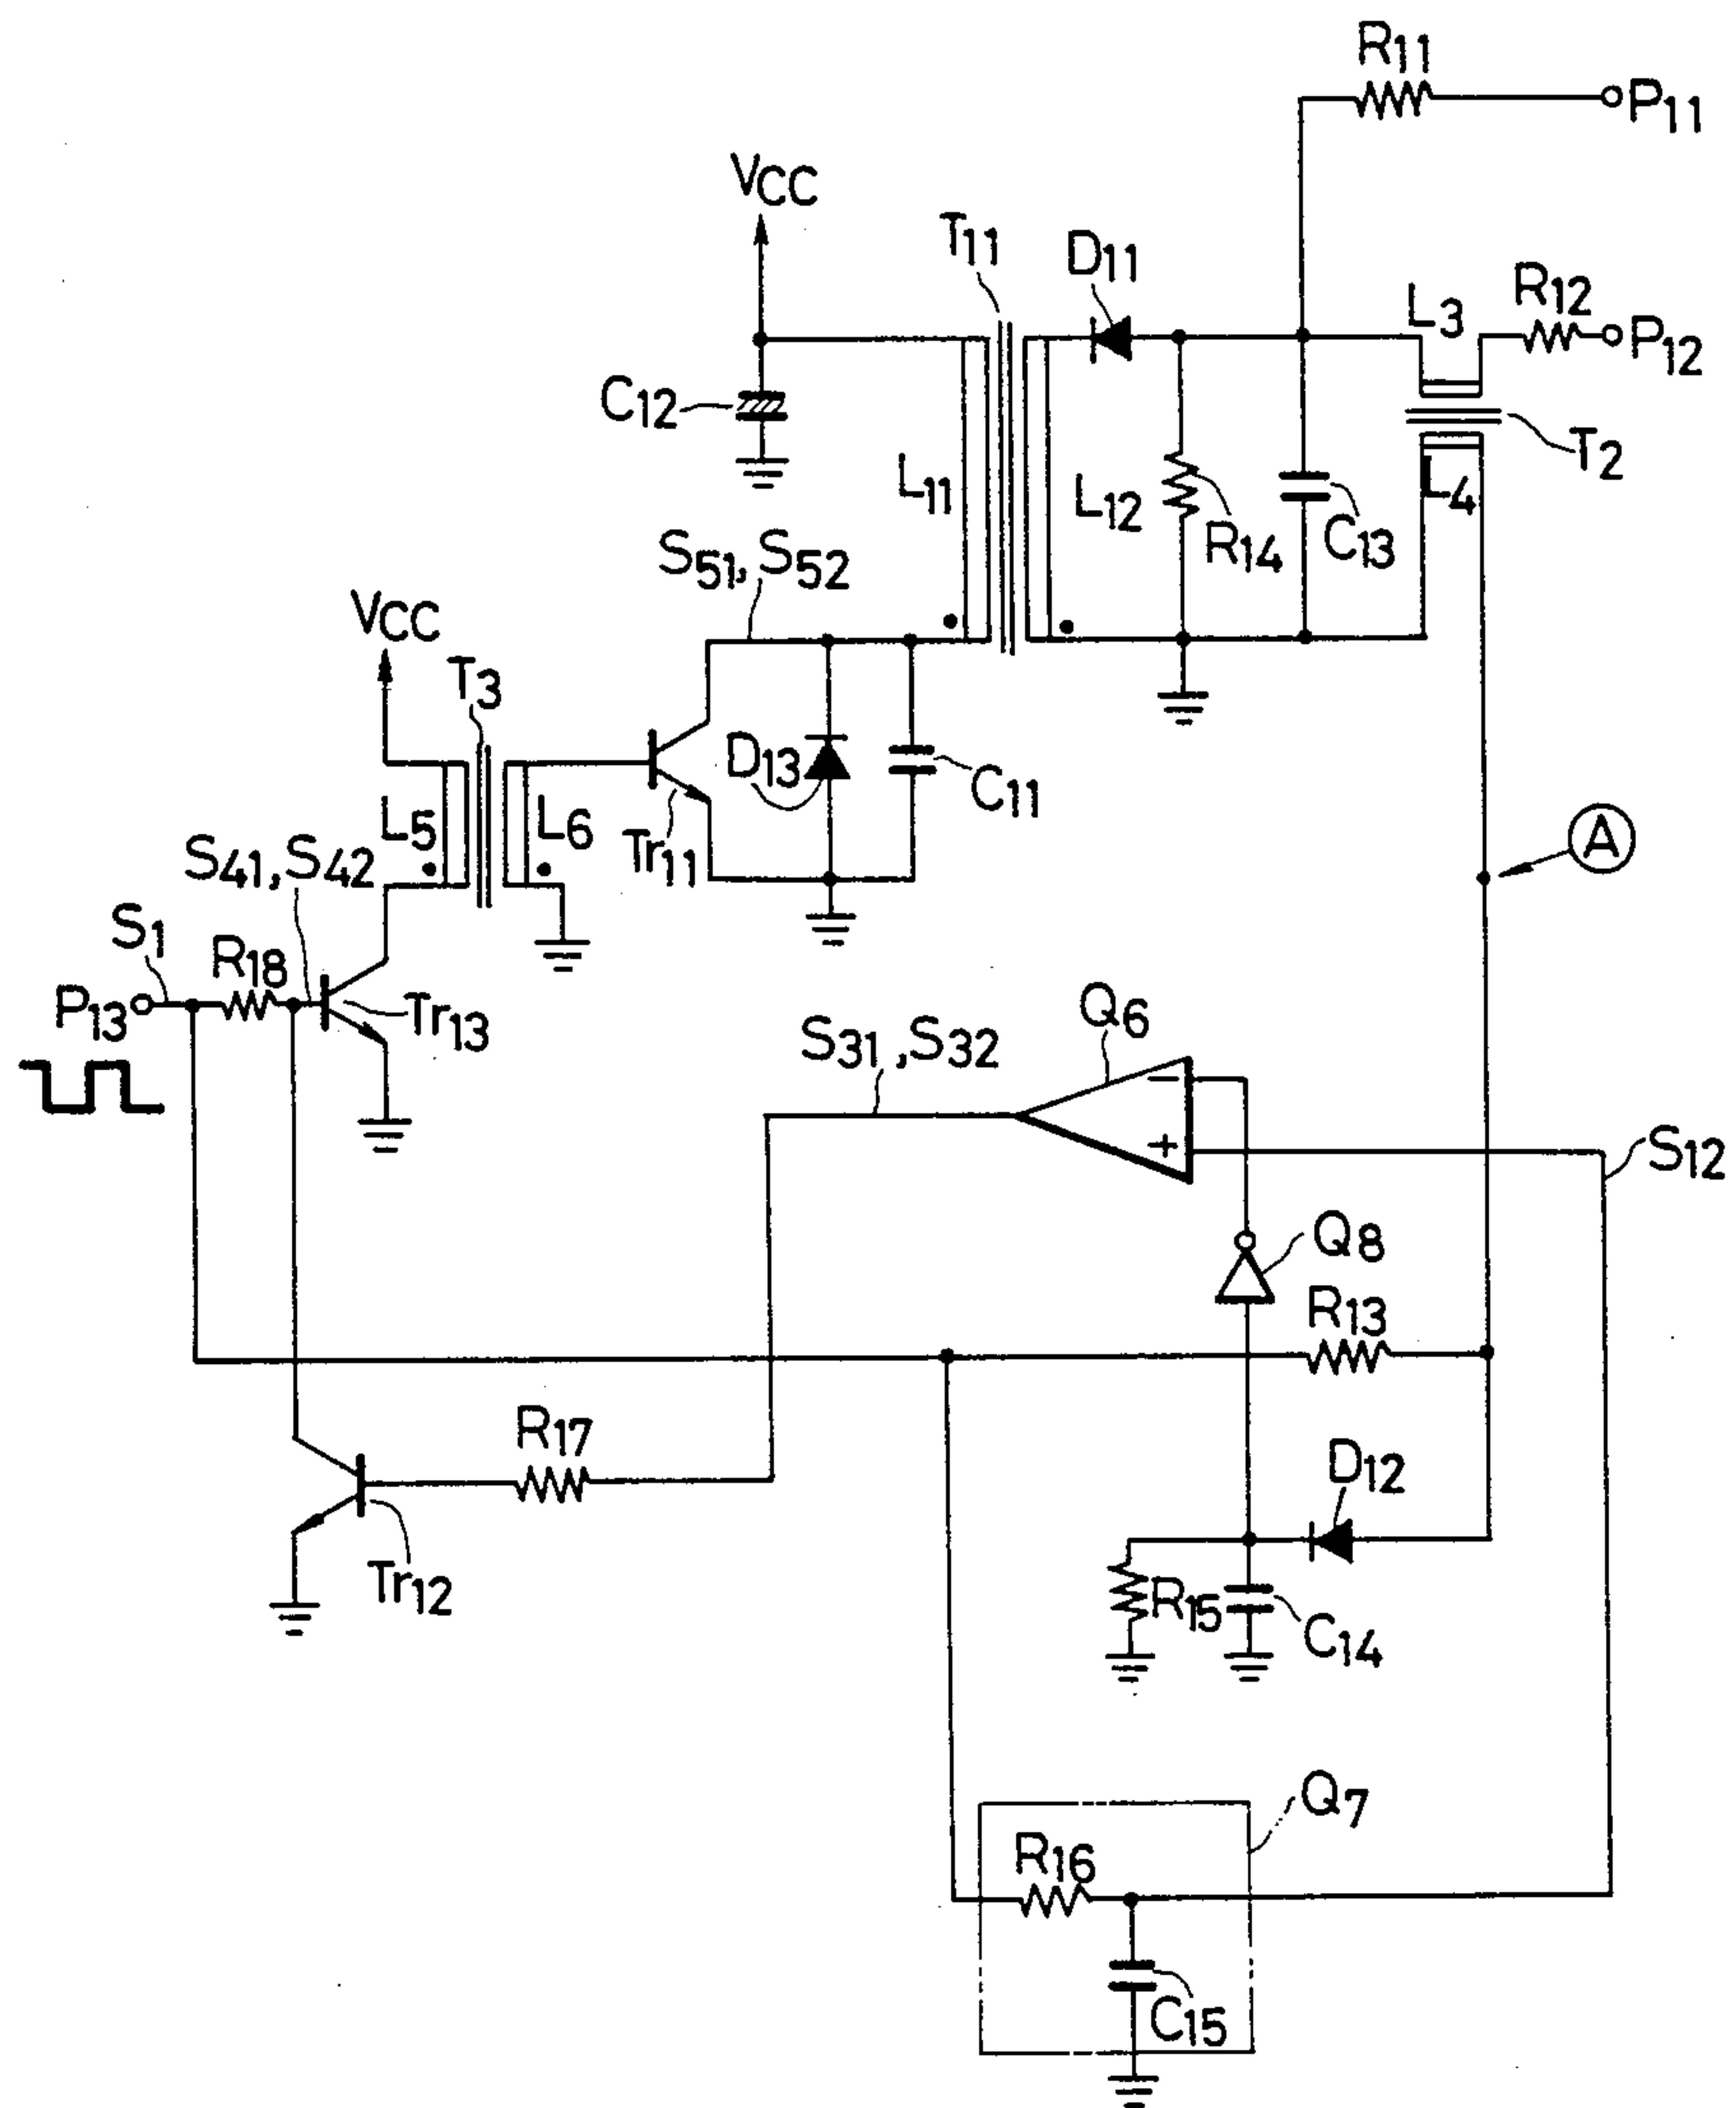 R11
P11
VCC
T11
D11
L3
R12
P12
C12
T2
L11
L12
R14
C13
L4
S51, S52
VCC
T3
D13
C11
L5
L6
Tr11
S41, S42
A
S1
R18
P13
Tr13
Q6
S31, S32
−
+
S12
Q8
R13
R17
D12
Tr12
R15
C14
Q7
R16
C15